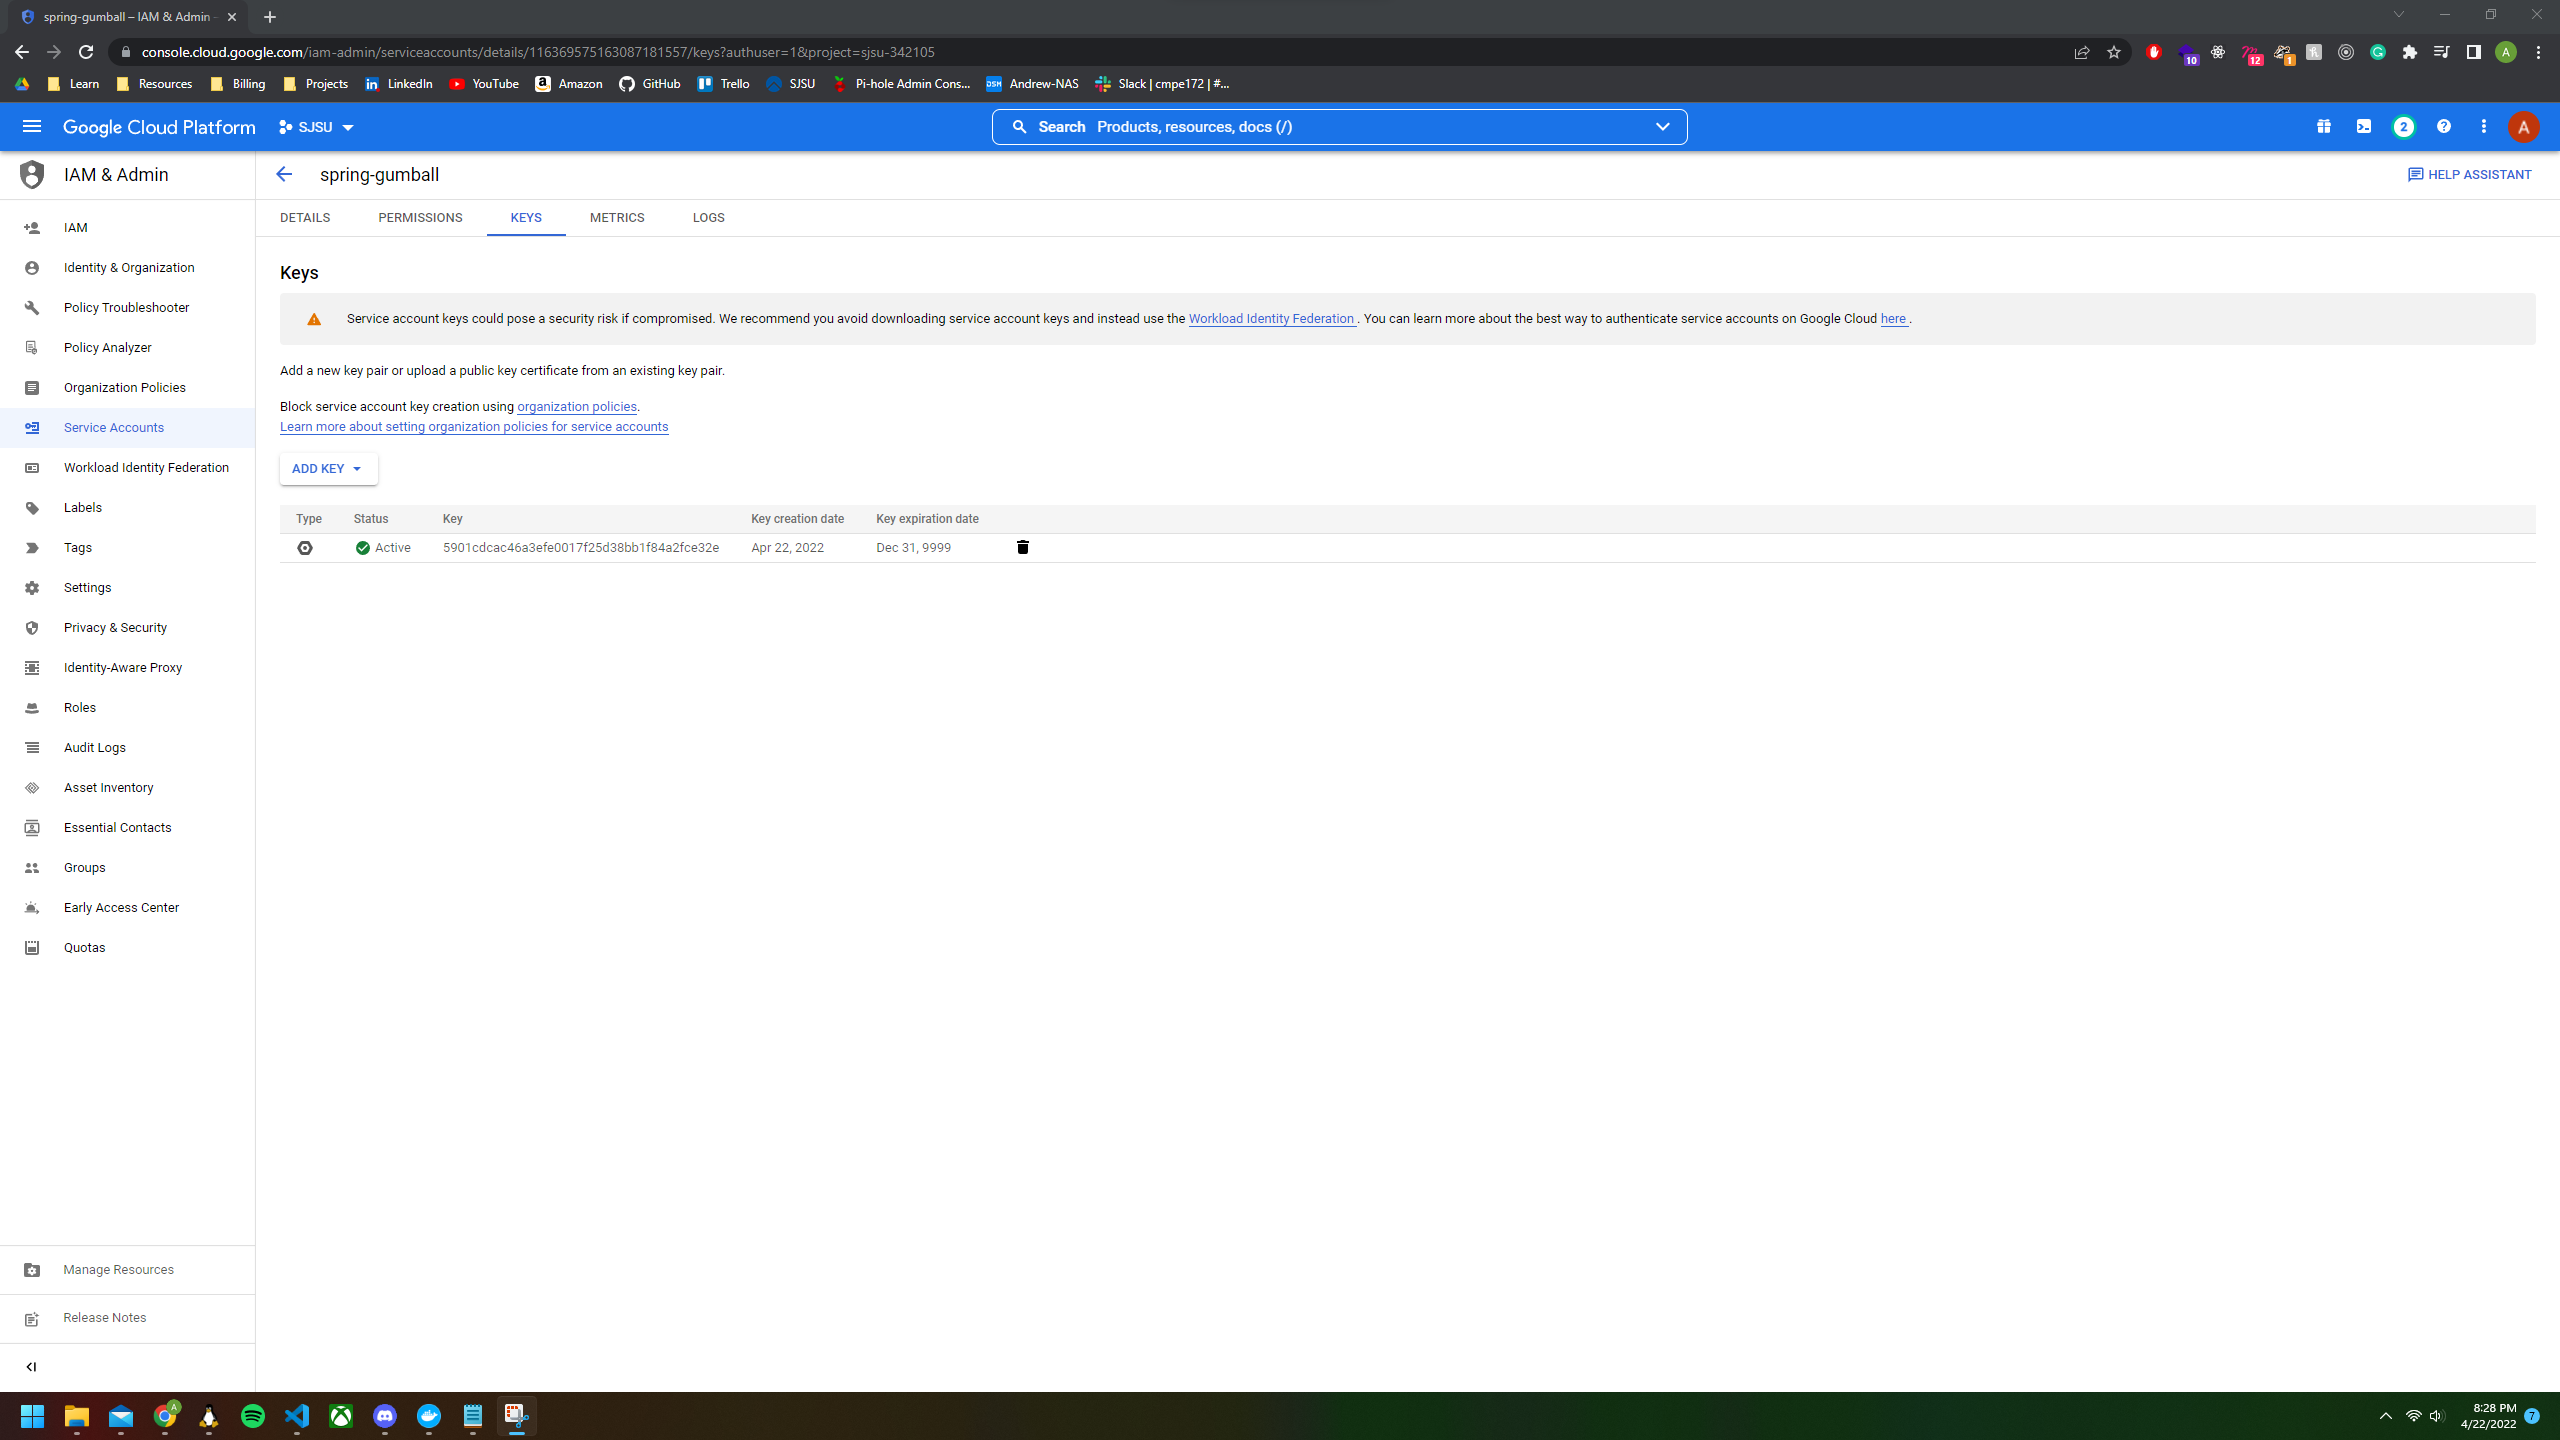 spring-gumball – IAM & Admin -
console.cloud.google.com/iam-admin/serviceaccounts/details/116369575163087181557/keys?authuser=1&project=sjsu-342105
10
12
1
A
Learn
Resources
Billing
Projects
LinkedIn
YouTube
Amazon
GitHub
Trello
SJSU
Pi-hole Admin Cons...
DSM
Andrew-NAS
Slack | cmpe172 | #...
Google Cloud Platform
SJSU
Search Products, resources, docs (/)
2
A
IAM & Admin
spring-gumball
HELP ASSISTANT
DETAILS
PERMISSIONS
KEYS
METRICS
LOGS
IAM
Identity & Organization
Policy Troubleshooter
Policy Analyzer
Organization Policies
Service Accounts
Workload Identity Federation
Labels
Tags
Settings
Privacy & Security
Identity-Aware Proxy
Roles
Audit Logs
Asset Inventory
Essential Contacts
Groups
Early Access Center
Quotas
Manage Resources
Release Notes
Keys
Service account keys could pose a security risk if compromised. We recommend you avoid downloading service account keys and instead use the Workload Identity Federation . You can learn more about the best way to authenticate service accounts on Google Cloud here .
Add a new key pair or upload a public key certificate from an existing key pair.
Block service account key creation using organization policies.
Learn more about setting organization policies for service accounts
ADD KEY
Type Status Key Key creation date Key expiration date
Active 5901cdcac46a3efe0017f25d38bb1f84a2fce32e Apr 22, 2022 Dec 31, 9999
A
8:28 PM
4/22/2022
7